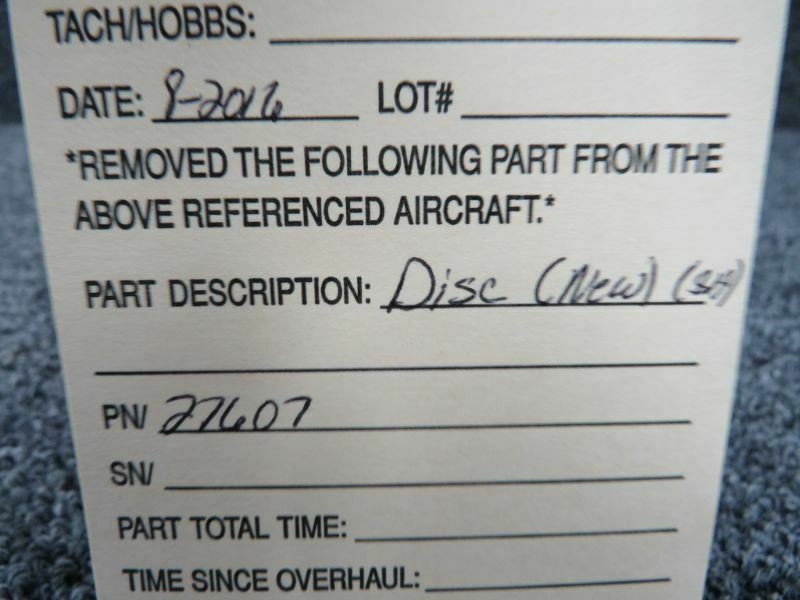 TACH/HOBBS:
DATE: 9-2016 LOT#
*REMOVED THE FOLLOWING PART FROM THE
ABOVE REFERENCED AIRCRAFT.*
PART DESCRIPTION: Disc (New)
PN/ 27607
SN/
PART TOTAL TIME:
TIME SINCE OVERHAUL: